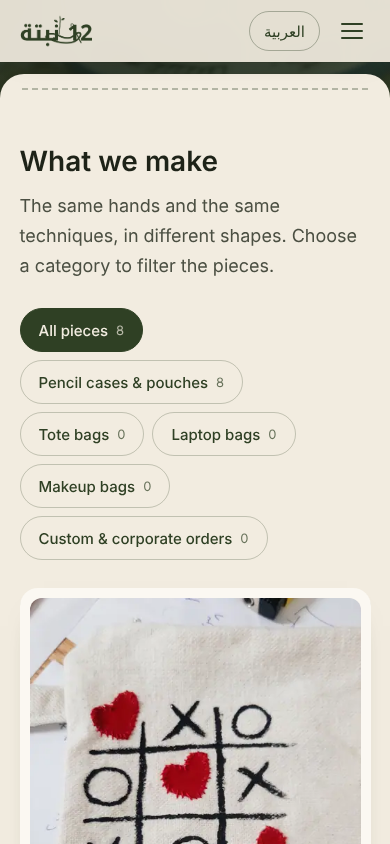 12 نبتة
العربية
What we make
The same hands and the same
techniques, in different shapes. Choose
a category to filter the pieces.
All pieces 8
Pencil cases & pouches 8
Tote bags 0
Laptop bags 0
Makeup bags 0
Custom & corporate orders 0
X O
O X